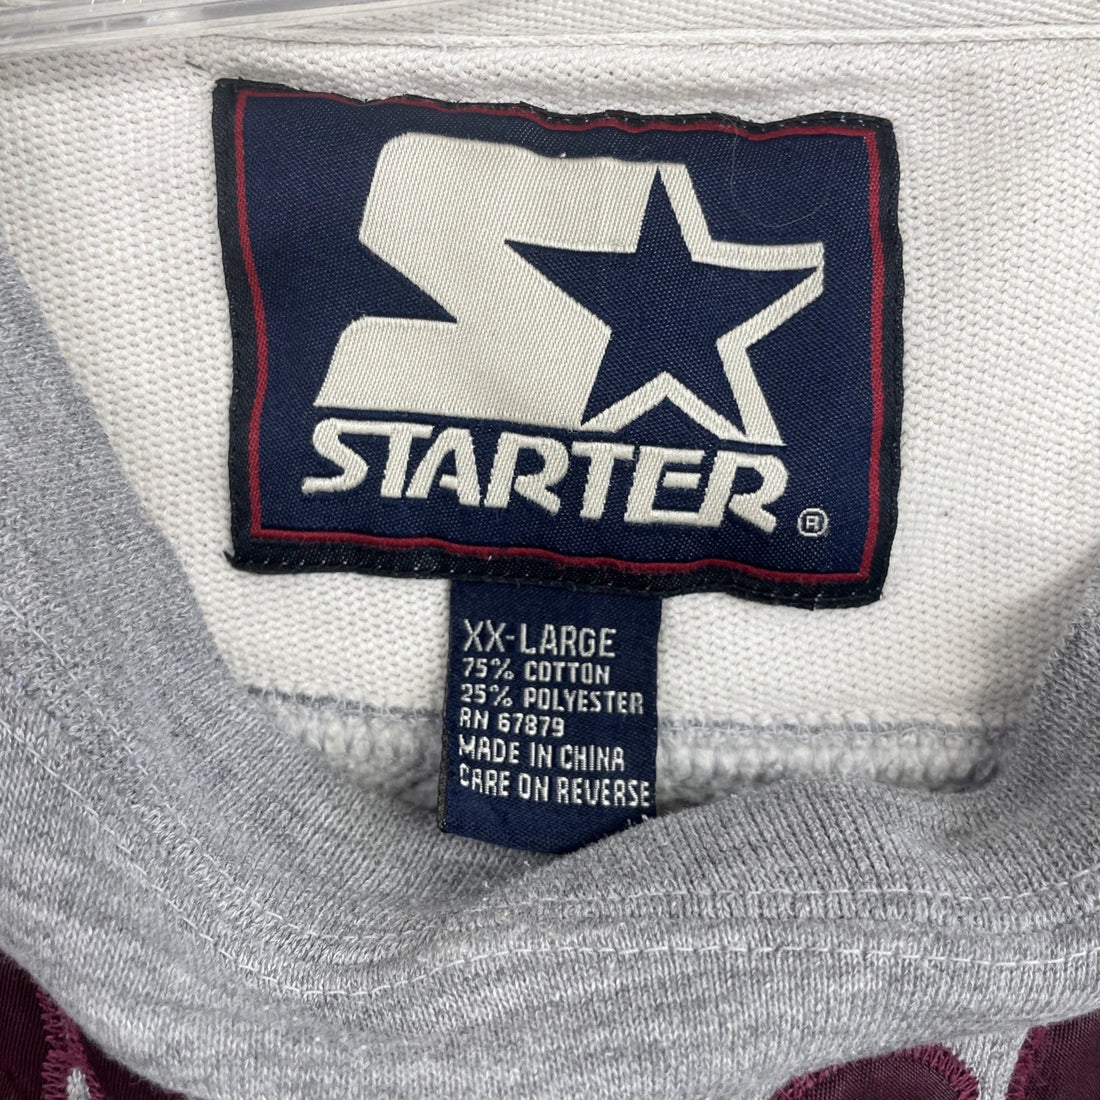 STARTER ®
XX-LARGE
75% COTTON
25% POLYESTER
RN 67879
MADE IN CHINA
CARE ON REVERSE